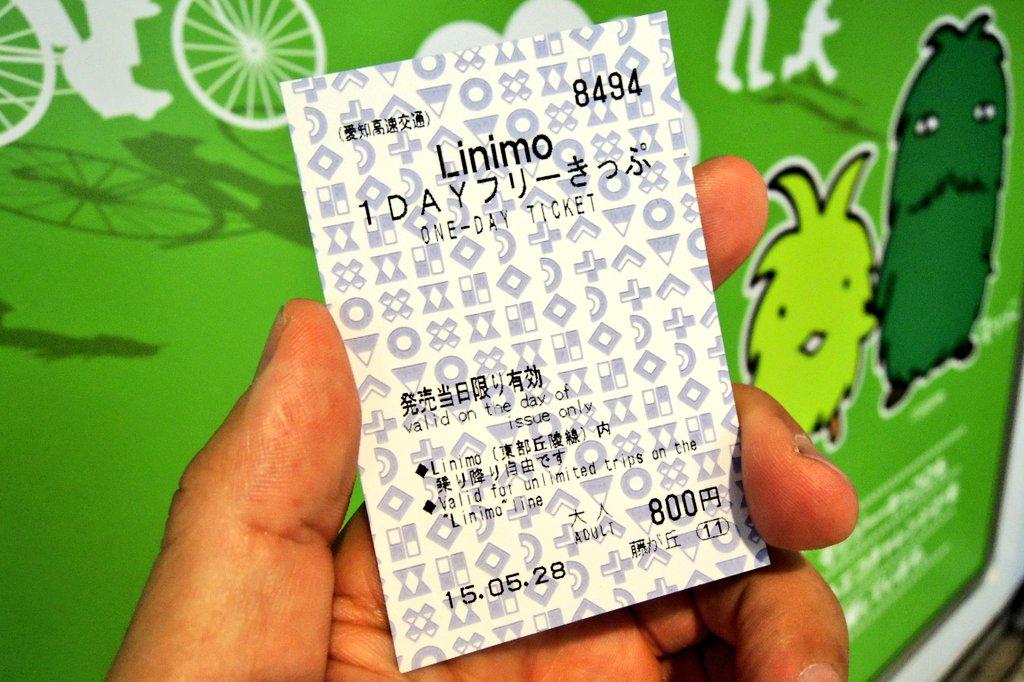 8494
(愛知高速交通)
Linimo
1DAYフリーきっぷ
ONE-DAY TICKET
発売当日限り有効
valid on the day of
issue only
◆Linimo (東部丘陵線) 内
乗り降り自由です
◆Valid for unlimited trips on the
"Linimo" line
大人 800円
ADULT
藤が丘 (11)
15.05.28